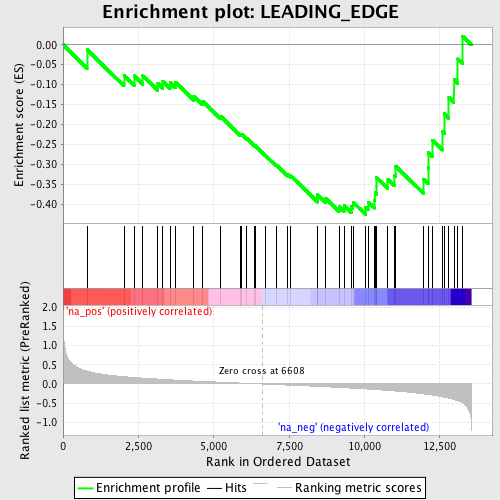 Enrichment plot: LEADING_EDGE
Enrichment score (ES)
0.00
-0.05
-0.10
-0.15
-0.20
-0.25
-0.30
-0.35
-0.40
Ranked list metric (PreRanked)
2.0
1.5
1.0
0.5
0.0
-0.5
-1.0
'na_pos' (positively correlated)
Zero cross at 6608
'na_neg' (negatively correlated)
0
2,500
5,000
7,500
10,000
12,500
Rank in Ordered Dataset
Enrichment profile
Hits
Ranking metric scores